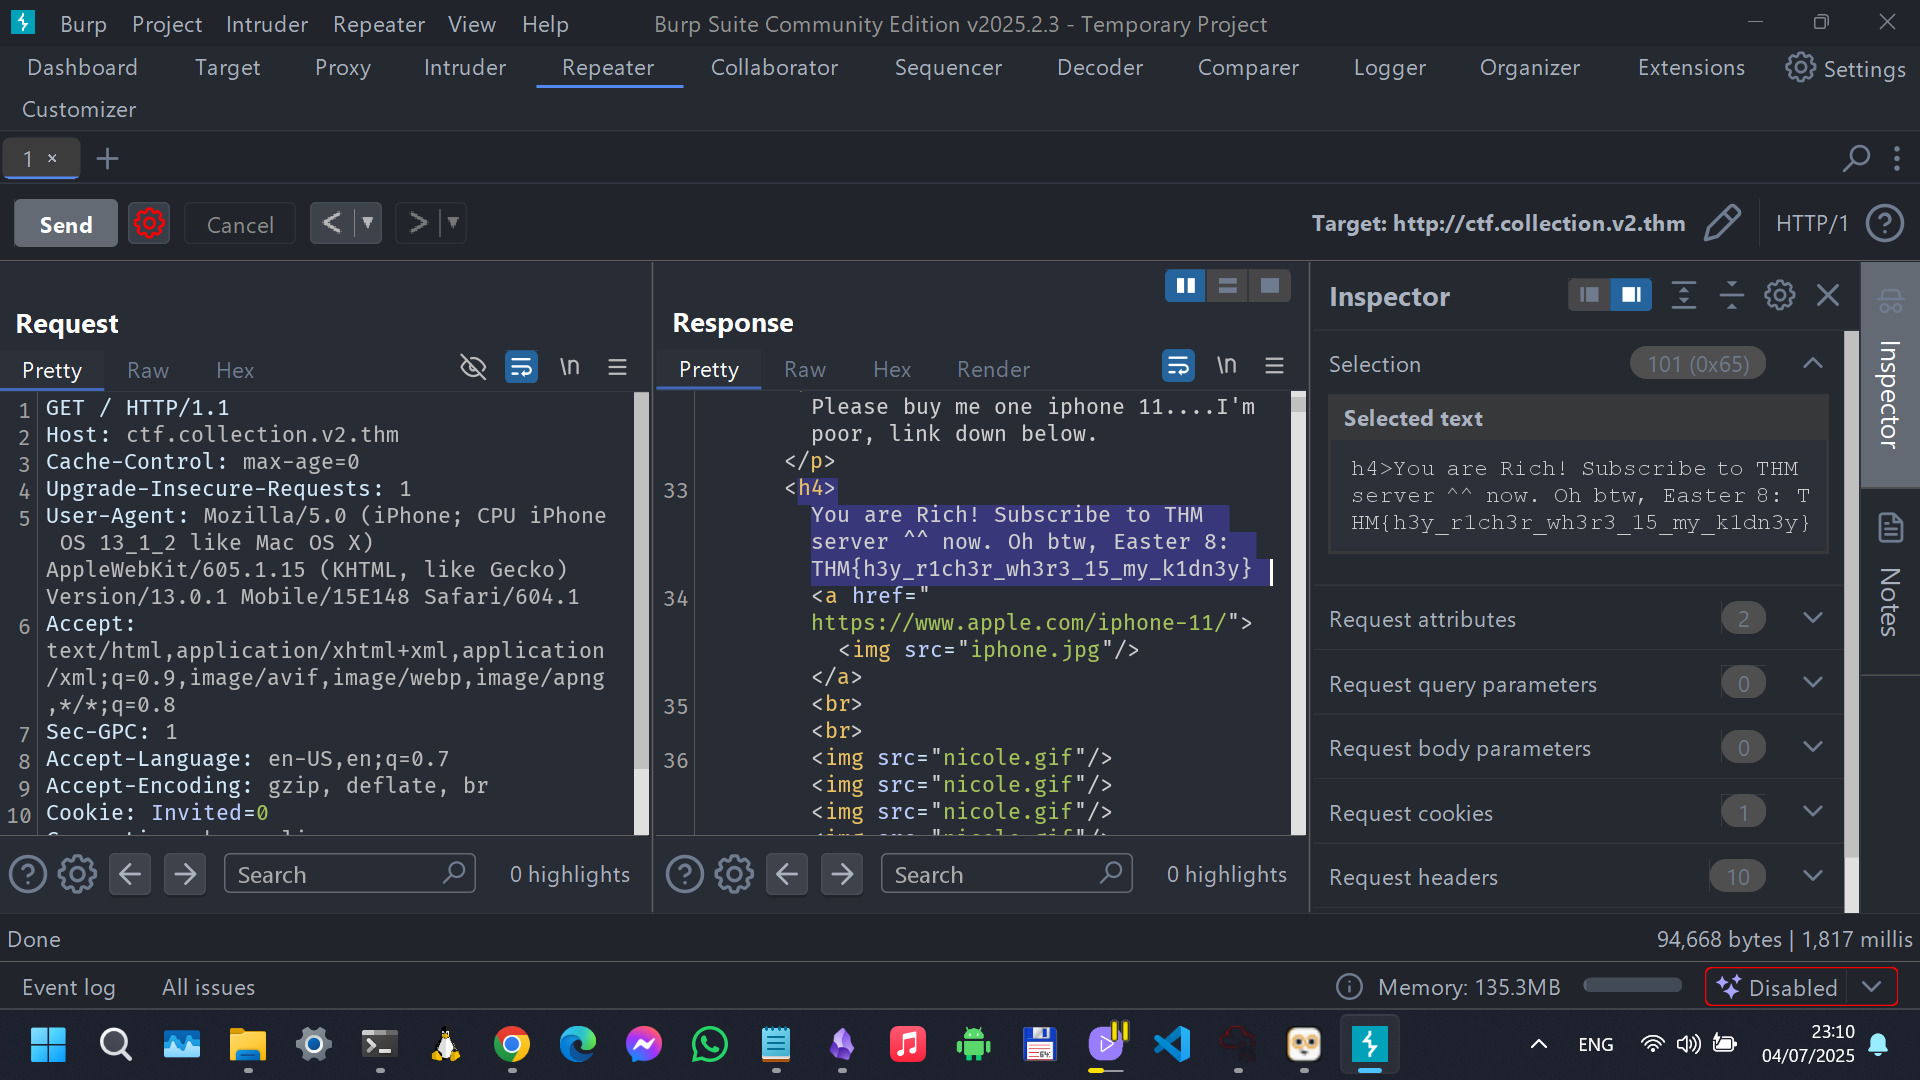 Burp Project Intruder Repeater View Help Burp Suite Community Edition v2025.2.3 - Temporary Project
Dashboard Target Proxy Intruder Repeater Collaborator Sequencer Decoder Comparer Logger Organizer Extensions Settings
Customizer
1 × +
Send Cancel < ▼ > ▼ Target: http://ctf.collection.v2.thm HTTP/1 ?
Request
Pretty Raw Hex \n
1 GET / HTTP/1.1
2 Host: ctf.collection.v2.thm
3 Cache-Control: max-age=0
4 Upgrade-Insecure-Requests: 1
5 User-Agent: Mozilla/5.0 (iPhone; CPU iPhone
OS 13_1_2 like Mac OS X)
AppleWebKit/605.1.15 (KHTML, like Gecko)
Version/13.0.1 Mobile/15E148 Safari/604.1
6 Accept:
text/html,application/xhtml+xml,application
/xml;q=0.9,image/avif,image/webp,image/apng
,*/*;q=0.8
7 Sec-GPC: 1
8 Accept-Language: en-US,en;q=0.7
9 Accept-Encoding: gzip, deflate, br
10 Cookie: Invited=0
? Search 0 highlights
Response
Pretty Raw Hex Render \n
Please buy me one iphone 11....I'm
poor, link down below.
</p>
33 <h4>
You are Rich! Subscribe to THM
server ^^ now. Oh btw, Easter 8:
THM{h3y_r1ch3r_wh3r3_15_my_k1dn3y}
34 <a href="
https://www.apple.com/iphone-11/">
<img src="iphone.jpg"/>
</a>
35 <br>
<br>
36 <img src="nicole.gif"/>
<img src="nicole.gif"/>
<img src="nicole.gif"/>
<img src="nicole.gif"/>
? Search 0 highlights
Inspector
Selection 101 (0x65)
Selected text
h4>You are Rich! Subscribe to THM
server ^^ now. Oh btw, Easter 8: T
HM{h3y_r1ch3r_wh3r3_15_my_k1dn3y}
Request attributes 2
Request query parameters 0
Request body parameters 0
Request cookies 1
Request headers 10
Inspector
Notes
Done 94,668 bytes | 1,817 millis
Event log All issues Memory: 135.3MB Disabled
ENG 23:10
04/07/2025